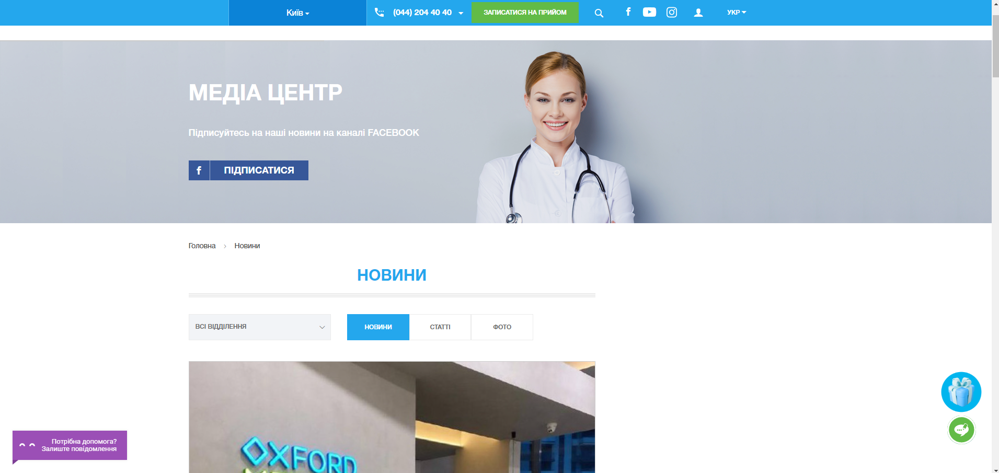 Київ
(044) 204 40 40
ЗАПИСАТИСЯ НА ПРИЙОМ
УКР
МЕДІА ЦЕНТР
Підписуйтесь на наші новини на каналі FACEBOOK
f ПІДПИСАТИСЯ
Головна › Новини
НОВИНИ
ВСІ ВІДДІЛЕННЯ
НОВИНИ
СТАТТІ
ФОТО
OXFORD
Потрібна допомога?
Залиште повідомлення